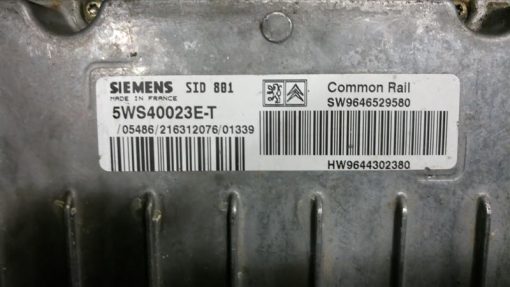 SIEMENS SID 801
MADE IN FRANCE
5WS40023E-T
/05486/216312076/01339
Common Rail
SW9646529580
HW9644302380